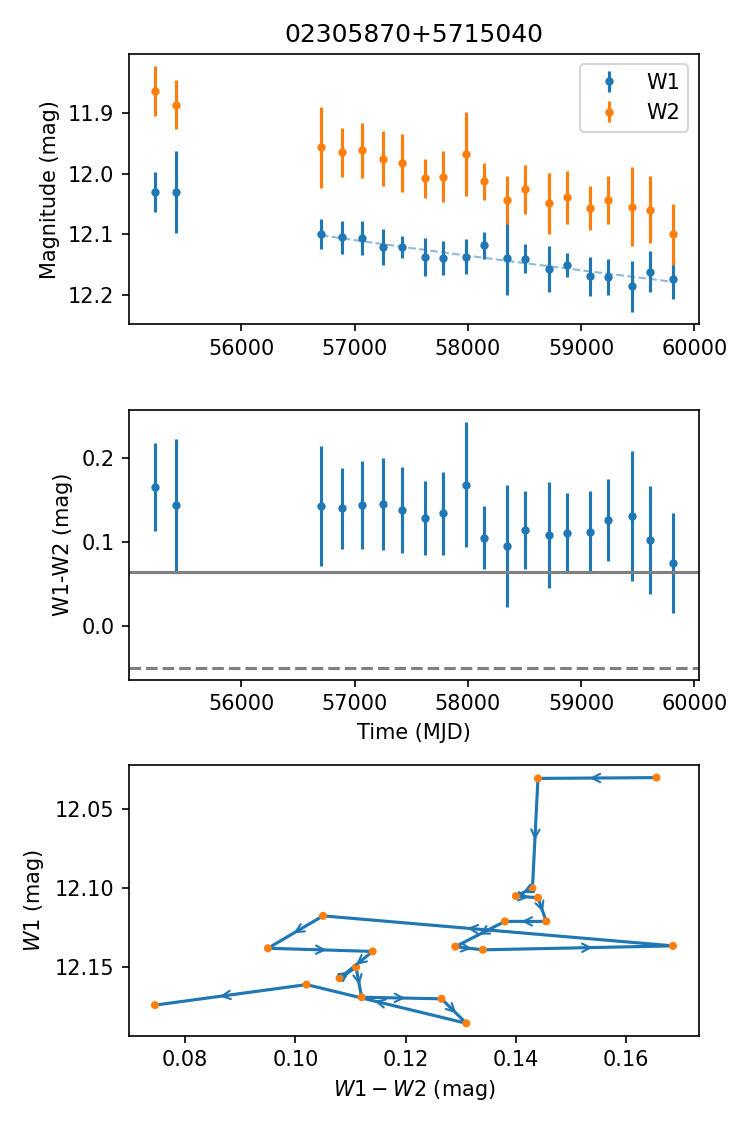 02305870+5715040
Magnitude (mag)
11.9
12.0
12.1
12.2
W1
W2
56000 57000 58000 59000 60000
W1-W2 (mag)
0.2
0.1
0.0
56000 57000 58000 59000 60000
Time (MJD)
W1 (mag)
12.05
12.10
12.15
0.08 0.10 0.12 0.14 0.16
W1 − W2 (mag)